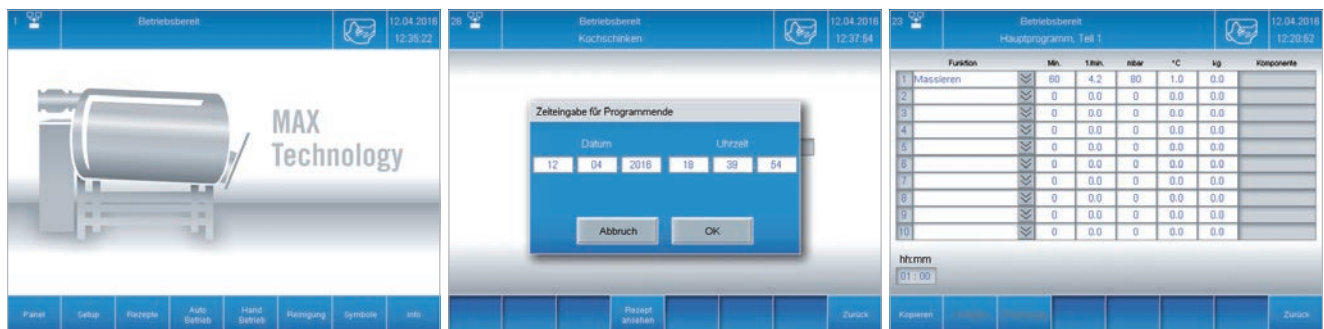 1
Betriebsbereit
12.04.2016
12:35:22
MAX
Technology
Panel
Setup
Rezepte
Auto
Betrieb
Hand
Betrieb
Reinigung
Symbole
Info
26
Betriebsbereit
Kochschinken
12.04.2016
12:37:54
Zeiteingabe für Programmende
Datum Uhrzeit
12 04 2016 18 39 54
Abbruch OK
Rezept
ansehen
Zurück
23
Betriebsbereit
Hauptprogramm, Teil 1
12.04.2016
12:20:52
Funktion Min. 1/min. mbar °C kg Komponente
1 Massieren 60 4.2 80 1.0 0.0
2 0 0.0 0 0.0 0.0
3 0 0.0 0 0.0 0.0
4 0 0.0 0 0.0 0.0
5 0 0.0 0 0.0 0.0
6 0 0.0 0 0.0 0.0
7 0 0.0 0 0.0 0.0
8 0 0.0 0 0.0 0.0
9 0 0.0 0 0.0 0.0
10 0 0.0 0 0.0 0.0
hh:mm
01 : 00
Kopieren
Zurück